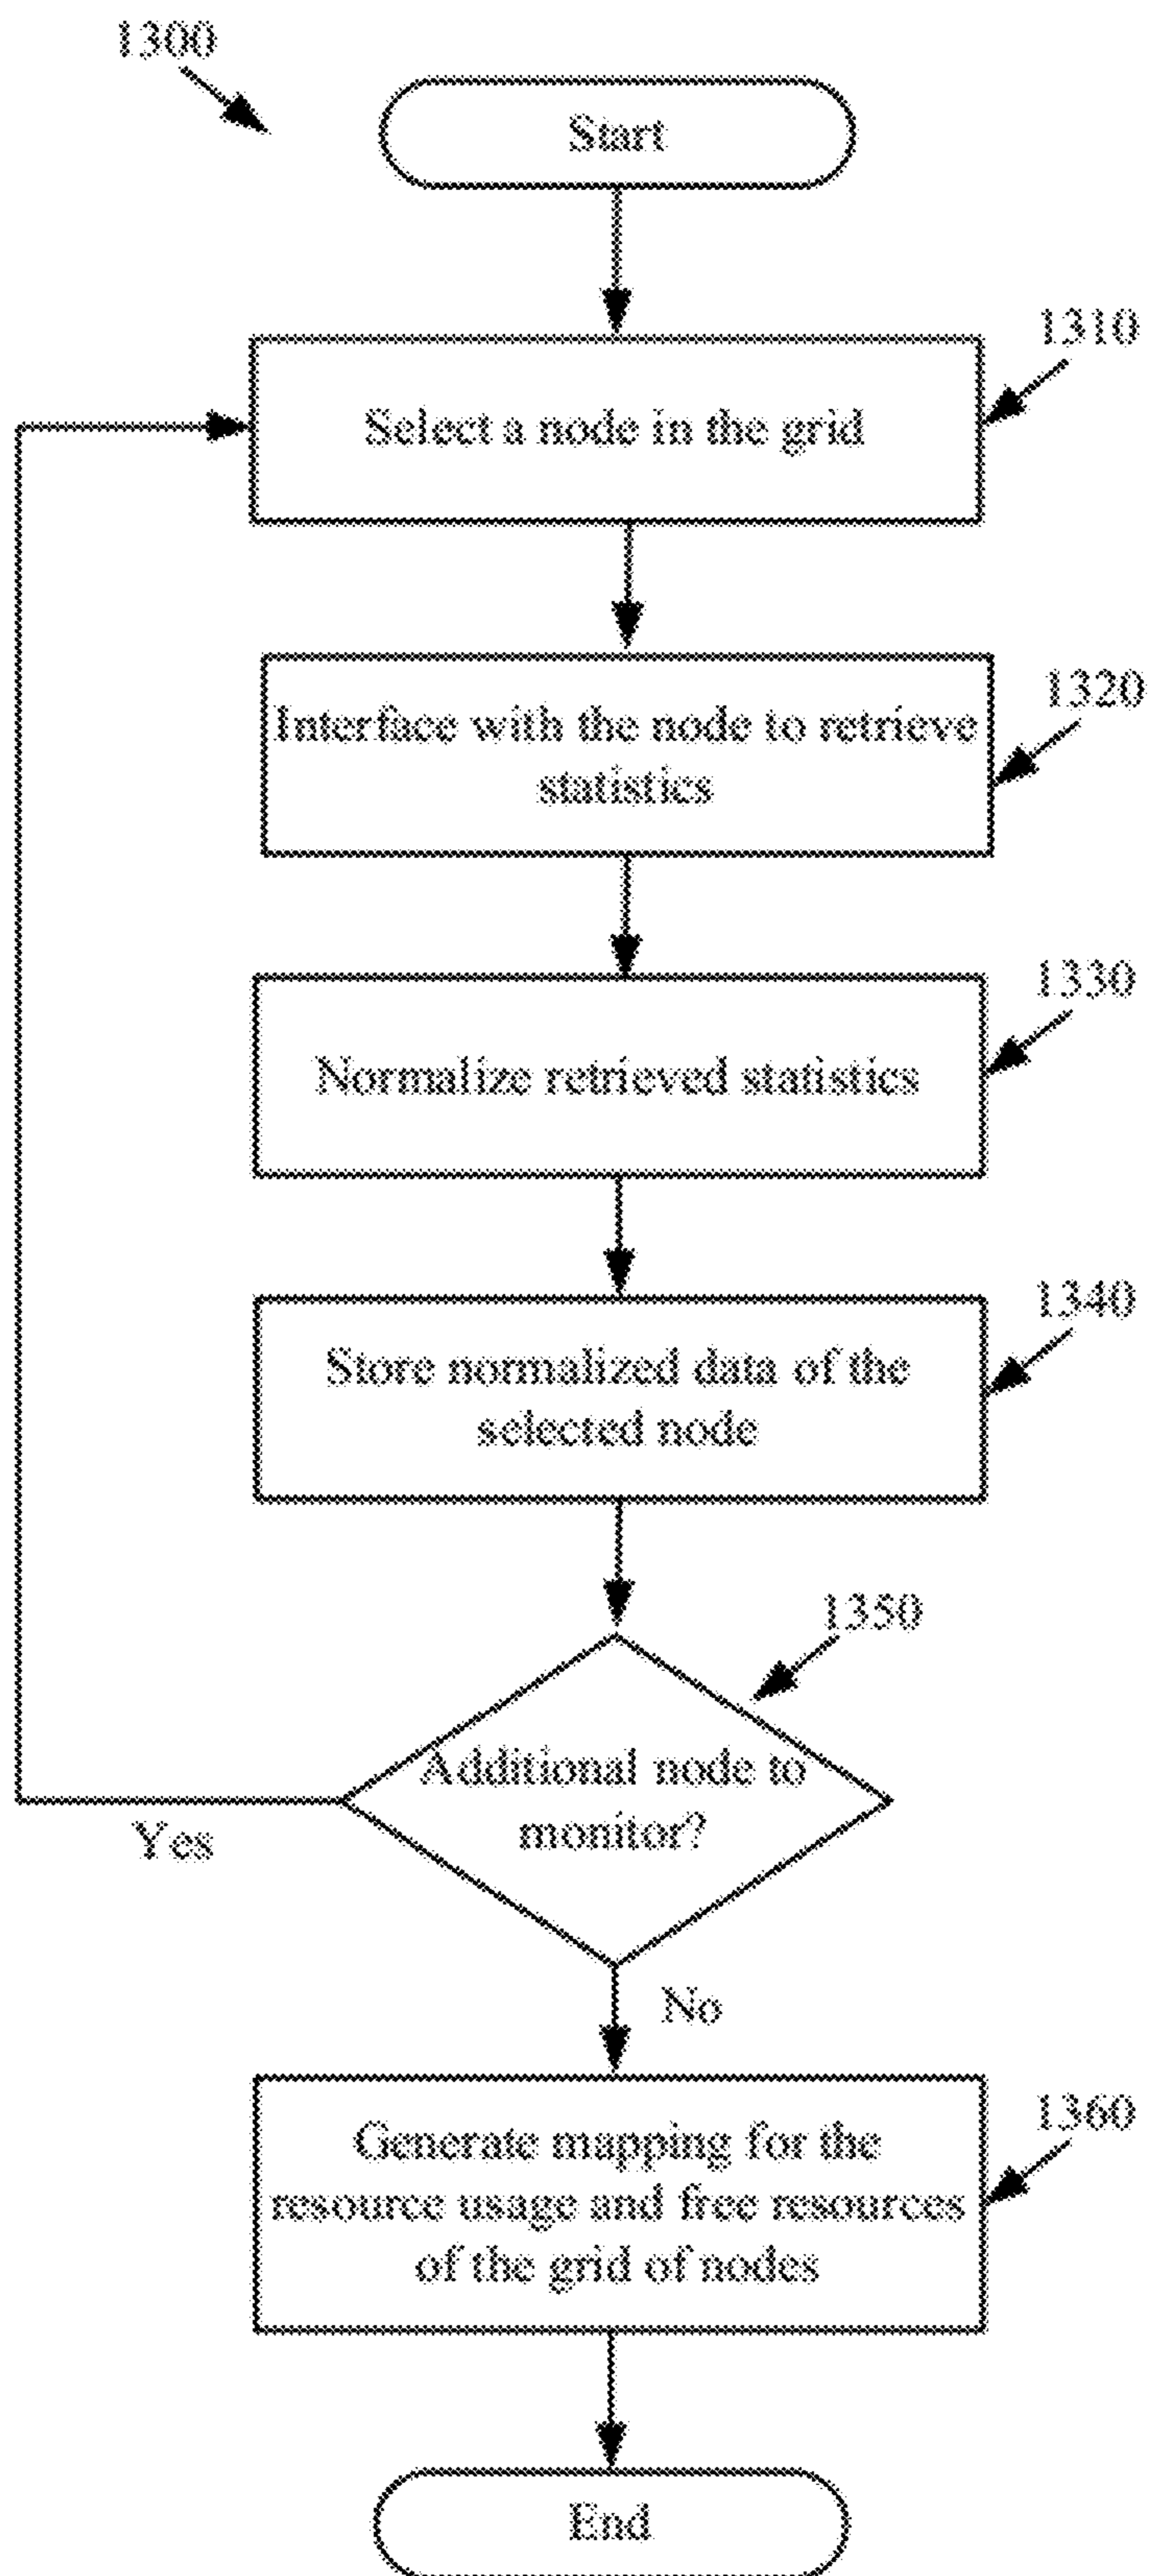 1300
Start
1310
Select a node in the grid
1320
Interface with the node to retrieve
statistics
1330
Normalize retrieved statistics
1340
Store normalized data of the
selected node
1350
Additional node to
monitor?
Yes
No
1360
Generate mapping for the
resource usage and free resources
of the grid of nodes
End